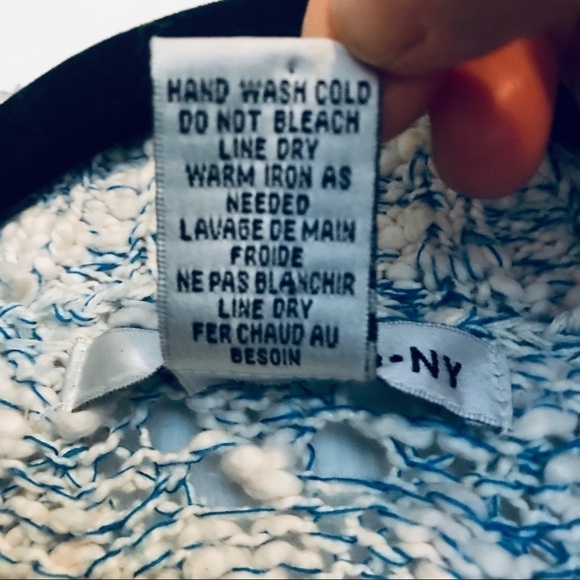 HAND WASH COLD
DO NOT BLEACH
LINE DRY
WARM IRON AS
NEEDED
LAVAGE DE MAIN
FROIDE
NE PAS BLANCHIR
LINE DRY
FER CHAUD AU
BESOIN
-NY